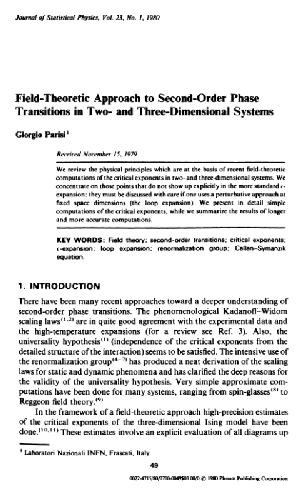 Journal of Statistical Physics, Vol. 23, No. 1, 1980
Field-Theoretic Approach to Second-Order Phase
Transitions in Two- and Three-Dimensional Systems
Giorgio Parisi¹
Received November 15, 1979
We review the physical principles which are at the basis of recent field-theoretic
computations of the critical exponents in two- and three-dimensional systems. We
concentrate on those points that do not show up explicitly in the more standard ε-
expansion; they must be discussed with care if one uses a perturbative approach at
fixed space dimensions (the loop expansion). We present in detail simple
computations of the critical exponents, while we summarize the results of longer
and more accurate computations.
KEY WORDS: Field theory; second-order transitions; critical exponents;
ε-expansion; loop expansion; renormalization group; Callan–Symanzik
equation.
1. INTRODUCTION
There have been many recent approaches toward a deeper understanding of
second-order phase transitions. The phenomenological Kadanoff–Widom
scaling laws⁽¹,²⁾ are in quite good agreement with the experimental data and
the high-temperature expansions (for a review see Ref. 3). Also, the
universality hypothesis⁽¹⁾ (independence of the critical exponents from the
detailed structure of the interaction) seems to be satisfied. The intensive use of
the renormalization group⁽⁴⁻⁷⁾ has produced a neat derivation of the scaling
laws for static and dynamic phenomena and has clarified the deep reasons for
the validity of the universality hypothesis. Very simple approximate com-
putations have been done for many systems, ranging from spin-glasses⁽⁸⁾ to
Reggeon field theory.⁽⁹⁾
In the framework of a field-theoretic approach high-precision estimates
of the critical exponents of the three-dimensional Ising model have been
done.⁽¹⁰,¹¹⁾ These estimates involve an explicit evaluation of all diagrams up
¹ Laboratori Nazionali INFN, Frascati, Italy
49
1980 Plenum Publishing Corporation